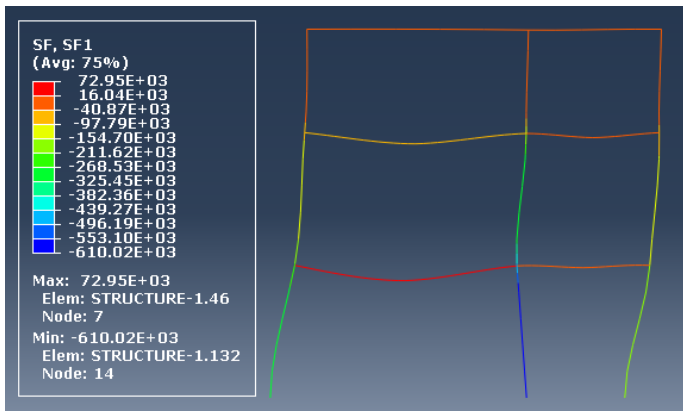 SF, SF1
(Avg: 75%)
72.95E+03
16.04E+03
-40.87E+03
-97.79E+03
-154.70E+03
-211.62E+03
-268.53E+03
-325.45E+03
-382.36E+03
-439.27E+03
-496.19E+03
-553.10E+03
-610.02E+03
Max: 72.95E+03
Elem: STRUCTURE-1.46
Node: 7
Min: -610.02E+03
Elem: STRUCTURE-1.132
Node: 14